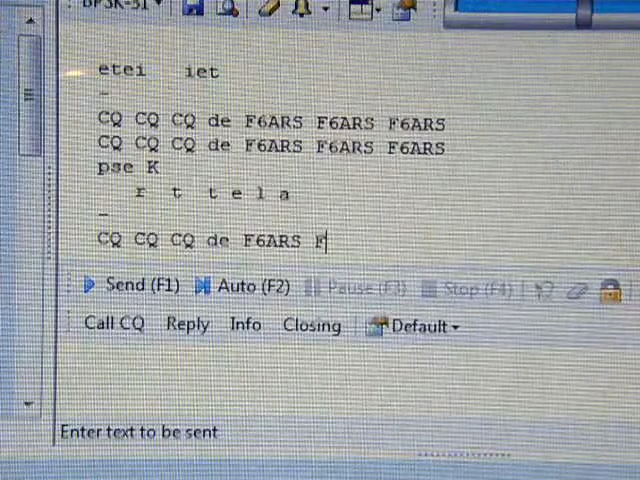 BPSK-31
etei iet
–
CQ CQ CQ de F6ARS F6ARS F6ARS
CQ CQ CQ de F6ARS F6ARS F6ARS
pse K
r t t e l a
–
CQ CQ CQ de F6ARS F
Send (F1) Auto (F2) Pause (F3) Stop (F4)
Call CQ Reply Info Closing Default
Enter text to be sent